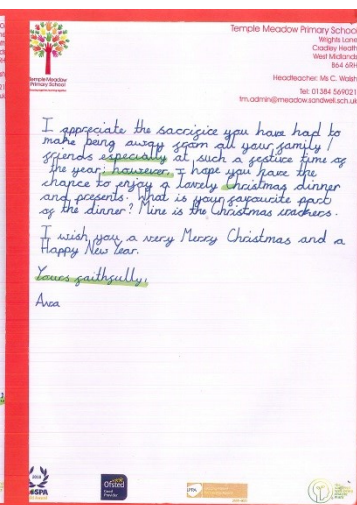 Temple Meadow Primary School
Wrights Lane
Cradley Heath
West Midlands
B64 6RH
Headteacher: Ms C. Walsh
Tel: 01384 569021
tm.admin@meadow.sandwell.sch.uk
Temple Meadow
Primary School
I appreciate the sacrifice you have had to
make being away from all your family /
friends especially at such a festive time of
the year; however, I hope you have the
chance to enjoy a lovely Christmas dinner
and presents. What is your favourite part
of the dinner? Mine is the Christmas crackers.
I wish you a very Merry Christmas and a
Happy New Year.
Yours faithfully,
Ava
Ofsted